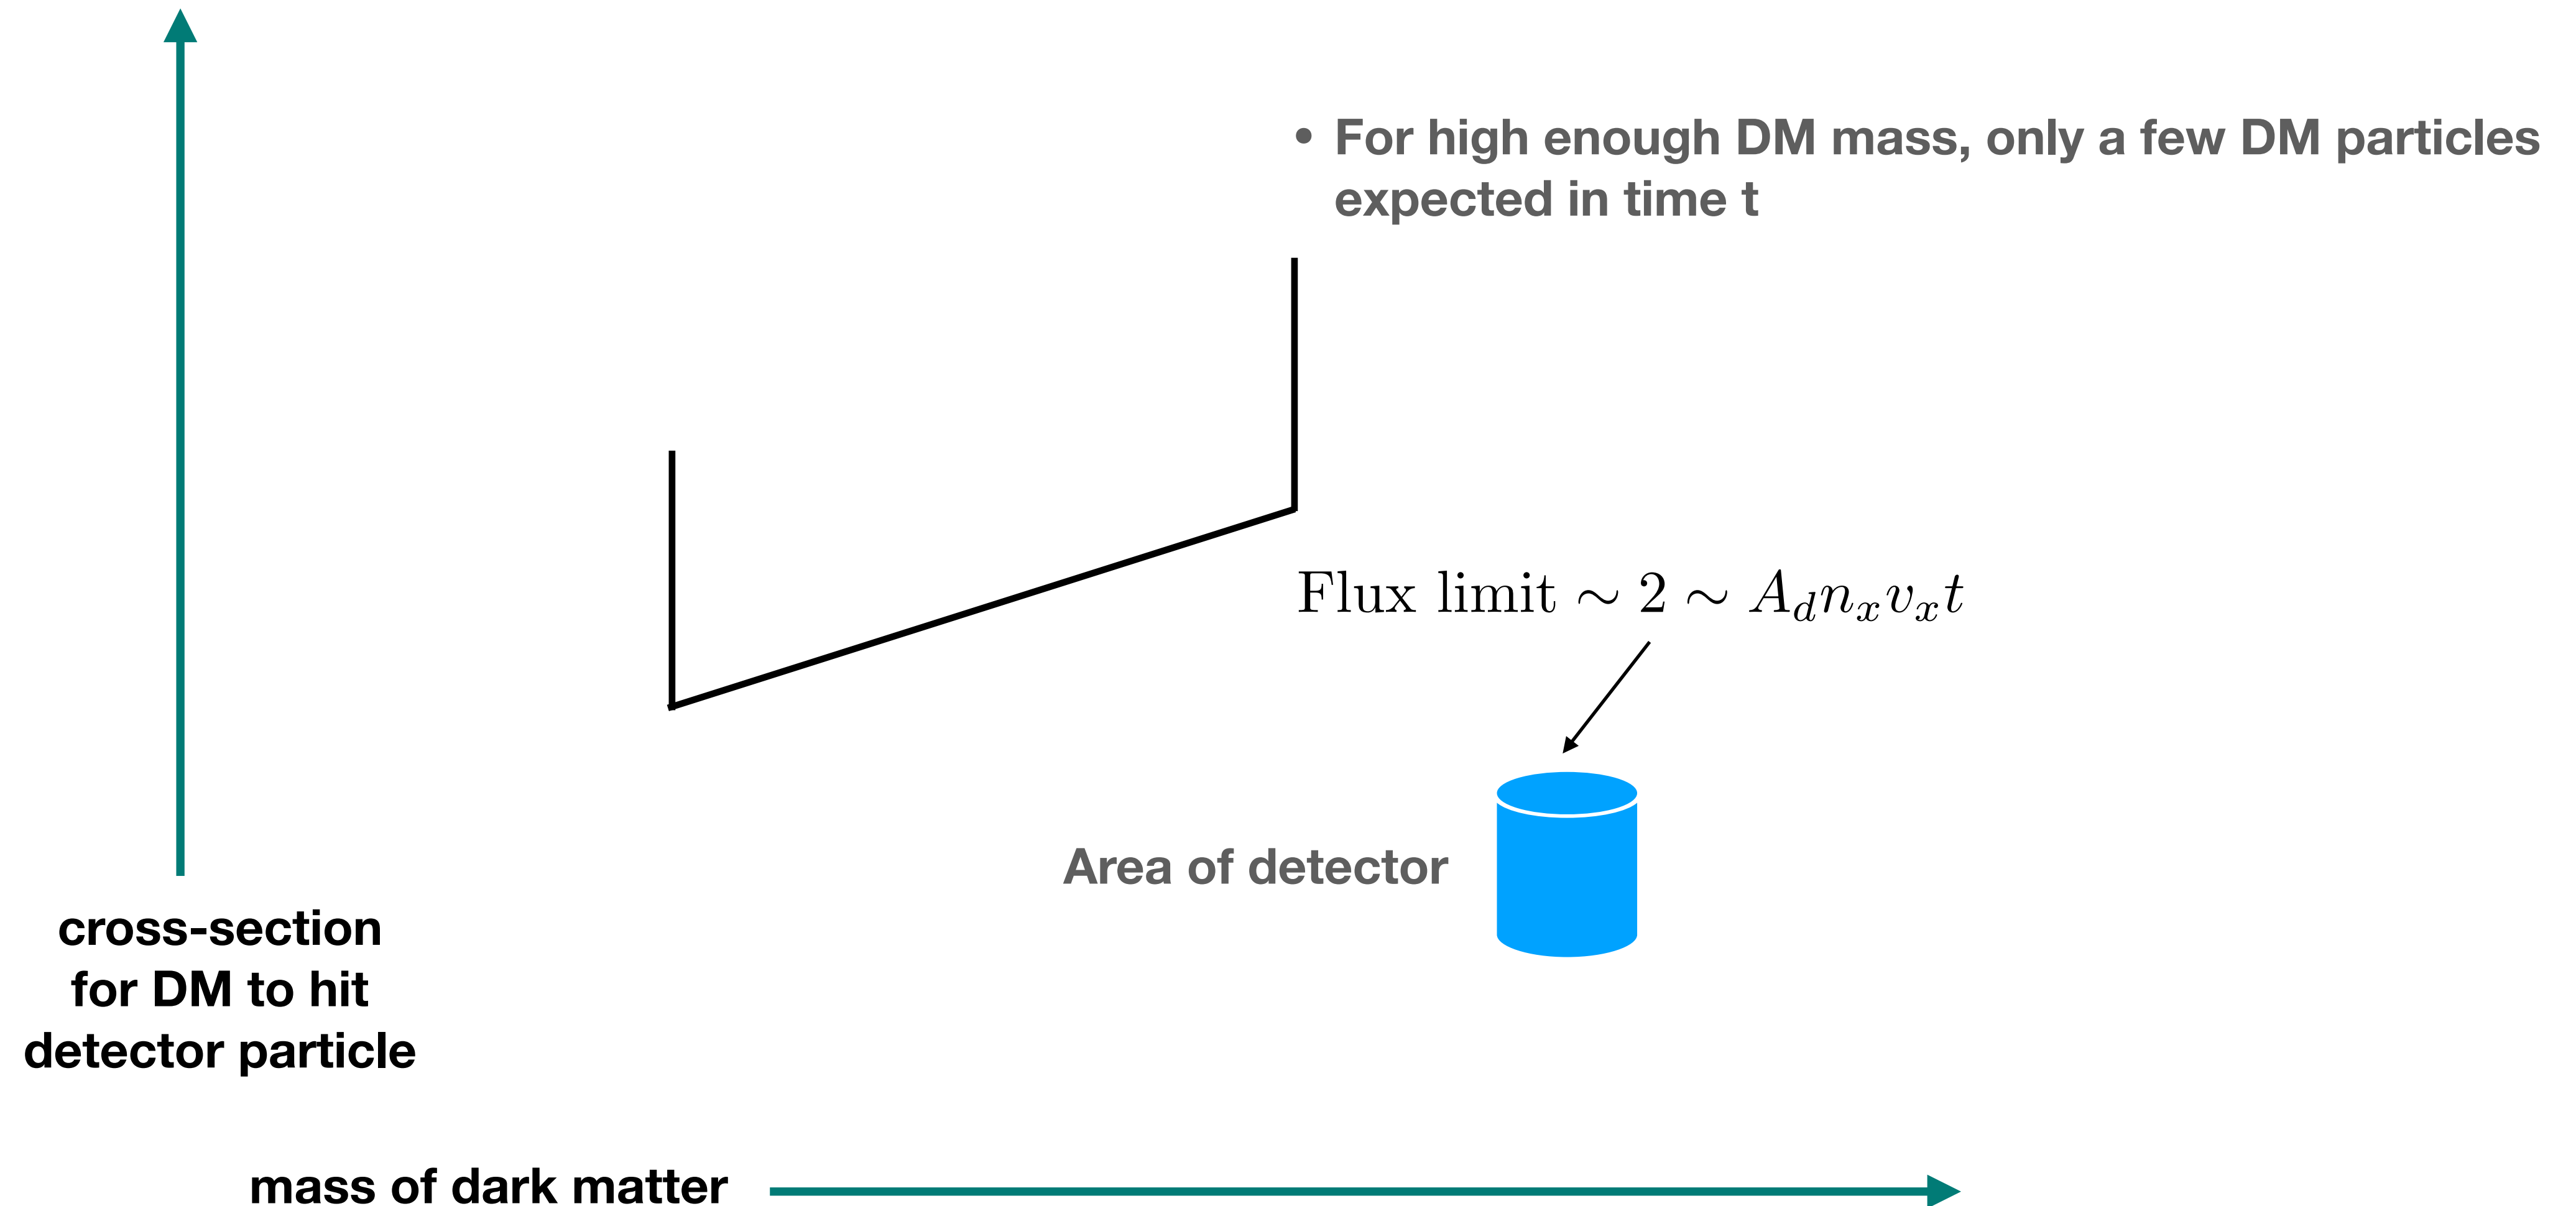 • For high enough DM mass, only a few DM particles
expected in time t
Flux limit ∼ 2 ∼ A_d n_x v_x t
Area of detector
cross-section
for DM to hit
detector particle
mass of dark matter